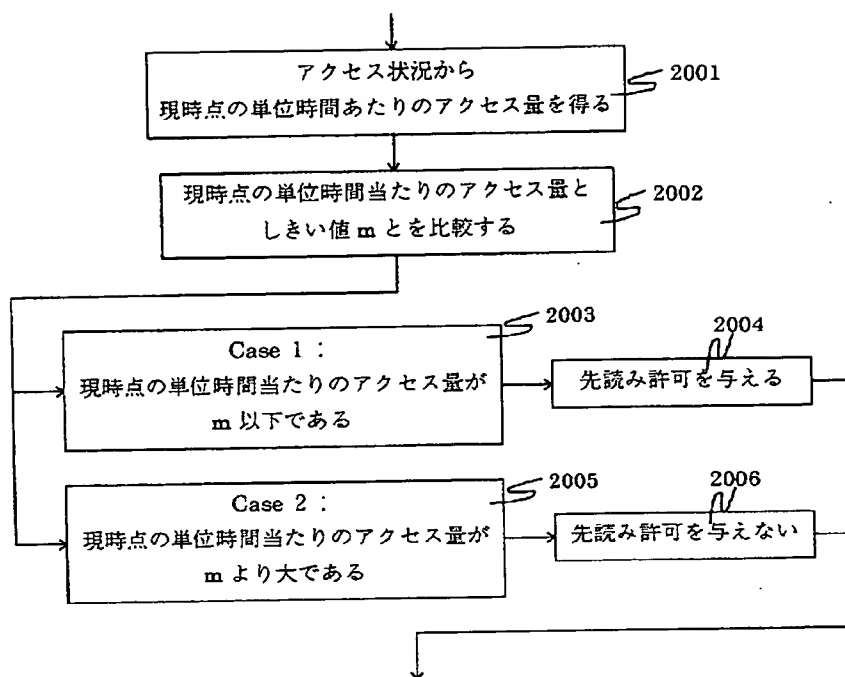 アクセス状況から
現時点の単位時間あたりのアクセス量を得る
2001
現時点の単位時間当たりのアクセス量と
しきい値 m とを比較する
2002
Case 1 :
現時点の単位時間当たりのアクセス量が
m 以下である
2003
先読み許可を与える
2004
Case 2 :
現時点の単位時間当たりのアクセス量が
m より大である
2005
先読み許可を与えない
2006